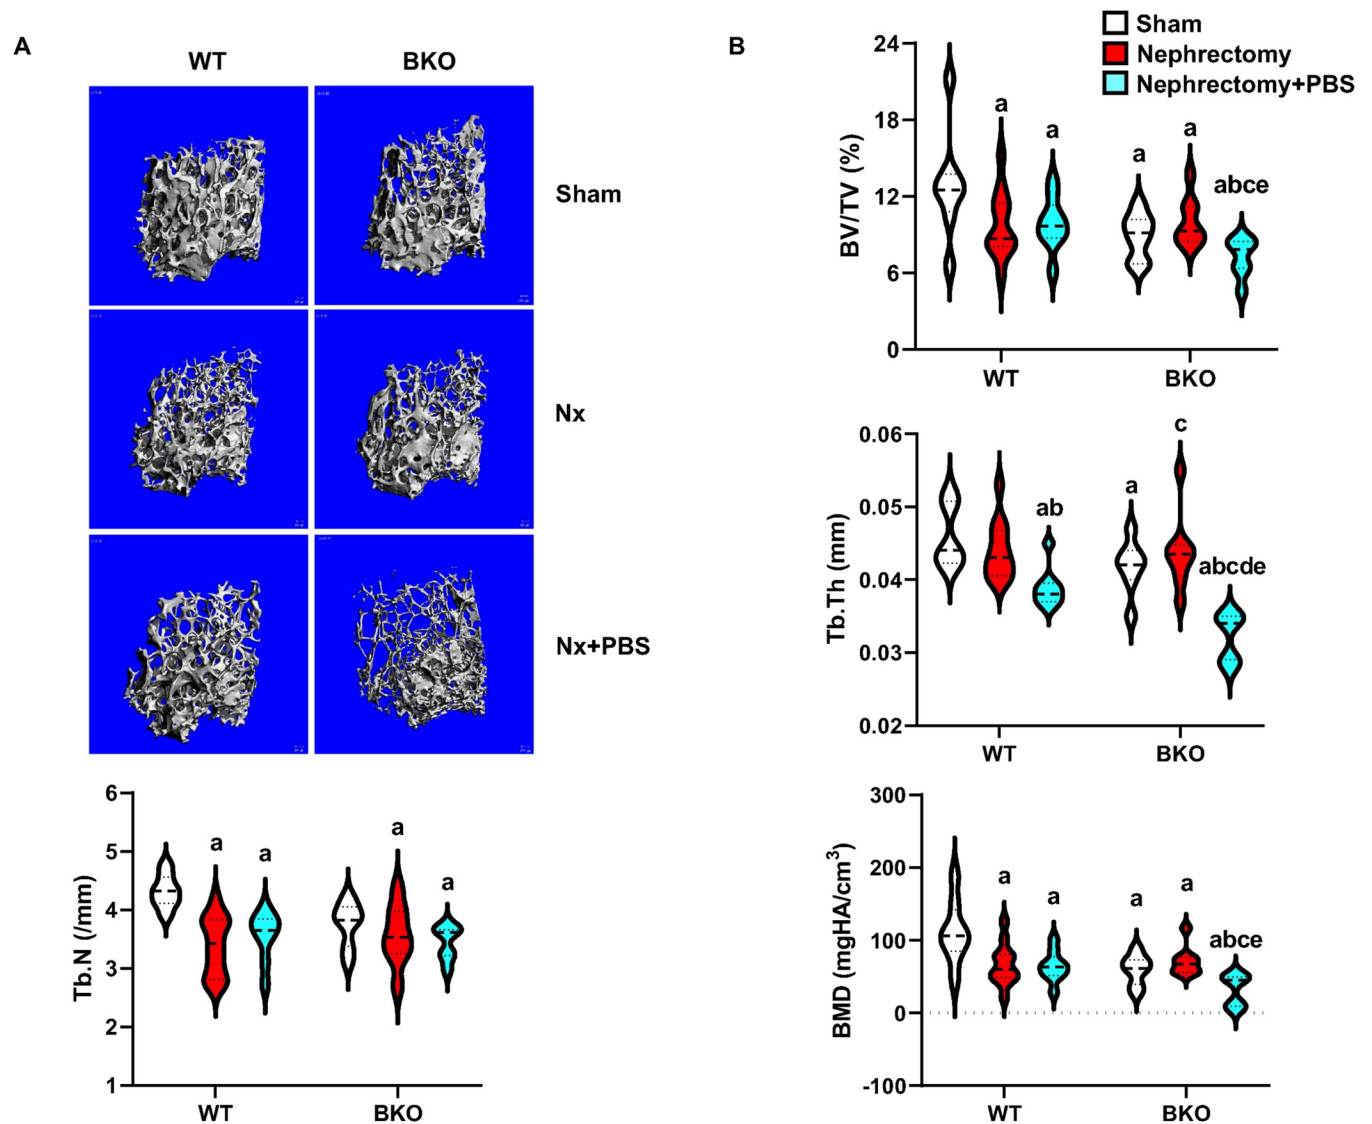 A
WT
BKO
Sham
Nx
Nx+PBS
6
5
4
3
2
1
Tb.N (/mm)
a
a
a
a
WT
BKO
B
Sham
Nephrectomy
Nephrectomy+PBS
24
18
12
6
0
BV/TV (%)
a
a
a
a
abce
WT
BKO
0.06
0.05
0.04
0.03
0.02
Tb.Th (mm)
ab
a
c
abcde
WT
BKO
300
200
100
0
-100
BMD (mgHA/cm³)
a
a
a
a
abce
WT
BKO